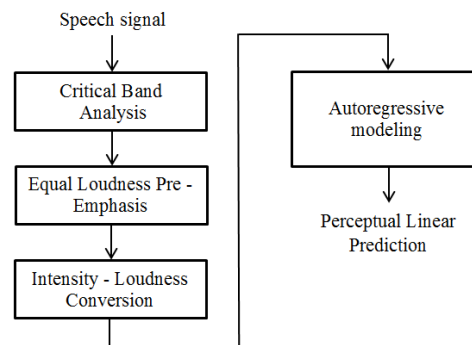 Speech signal
Critical Band
Analysis
Equal Loudness Pre -
Emphasis
Intensity - Loudness
Conversion
Autoregressive
modeling
Perceptual Linear
Prediction